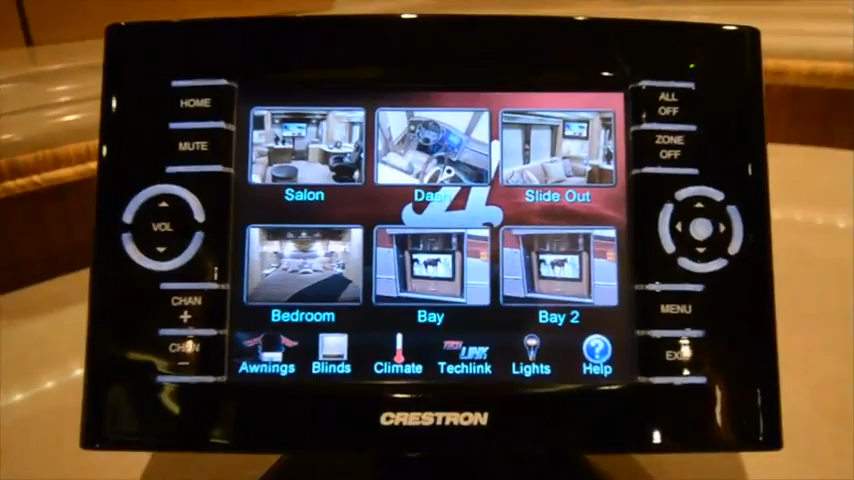 HOME
MUTE
VOL
CHAN
+
CHAN
−
Salon
Dash
Slide Out
Bedroom
Bay
Bay 2
Awnings
Blinds
Climate
TECH LINK
Techlink
Lights
?
Help
ALL
OFF
ZONE
OFF
MENU
EXIT
CRESTRON